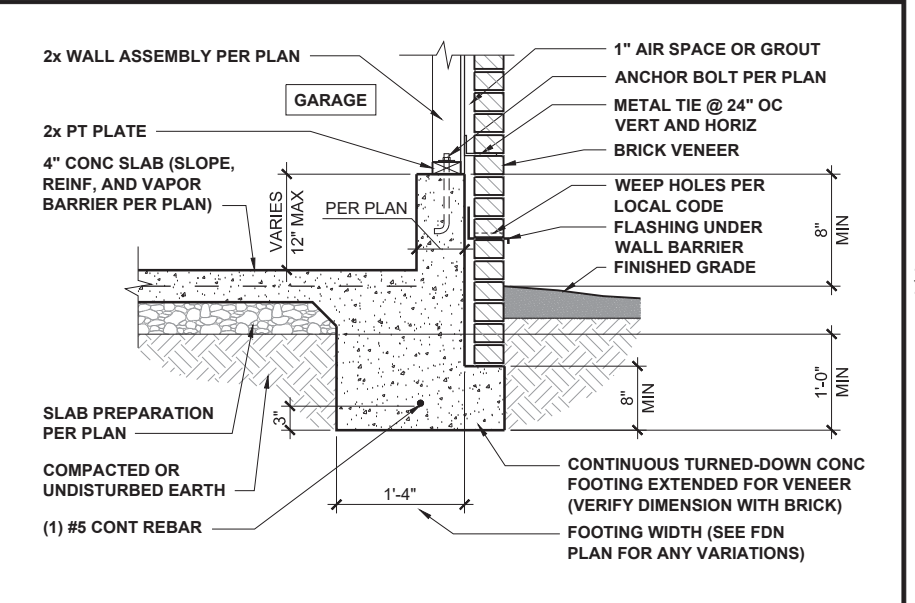 2x WALL ASSEMBLY PER PLAN
GARAGE
2x PT PLATE
4" CONC SLAB (SLOPE,
REINF, AND VAPOR
BARRIER PER PLAN)
VARIES
12" MAX
PER PLAN
1" AIR SPACE OR GROUT
ANCHOR BOLT PER PLAN
METAL TIE @ 24" OC
VERT AND HORIZ
BRICK VENEER
WEEP HOLES PER
LOCAL CODE
FLASHING UNDER
WALL BARRIER
FINISHED GRADE
8"
MIN
SLAB PREPARATION
PER PLAN
COMPACTED OR
UNDISTURBED EARTH
(1) #5 CONT REBAR
3"
1'-4"
8"
MIN
1'-0"
MIN
CONTINUOUS TURNED-DOWN CONC
FOOTING EXTENDED FOR VENEER
(VERIFY DIMENSION WITH BRICK)
FOOTING WIDTH (SEE FDN
PLAN FOR ANY VARIATIONS)